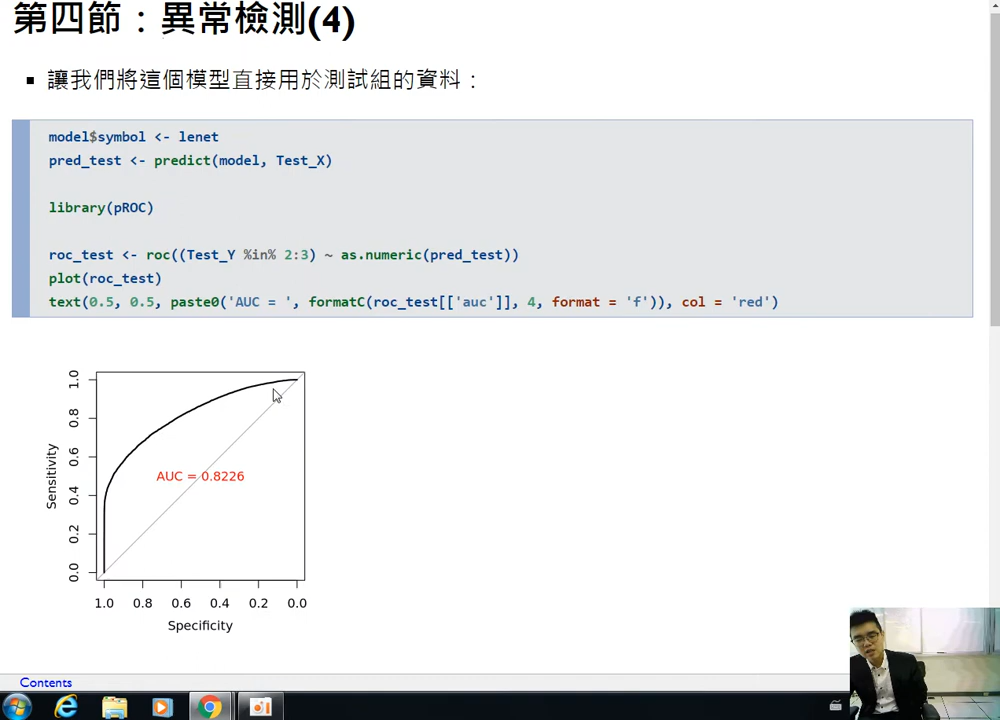 第四節：異常檢測(4)
▪ 讓我們將這個模型直接用於測試組的資料：
model$symbol <- lenet
pred_test <- predict(model, Test_X)
library(pROC)
roc_test <- roc((Test_Y %in% 2:3) ~ as.numeric(pred_test))
plot(roc_test)
text(0.5, 0.5, paste0('AUC = ', formatC(roc_test[['auc']], 4, format = 'f')), col = 'red')
1.0
0.8
0.6
0.4
0.2
0.0
Sensitivity
AUC = 0.8226
1.0 0.8 0.6 0.4 0.2 0.0
Specificity
Contents